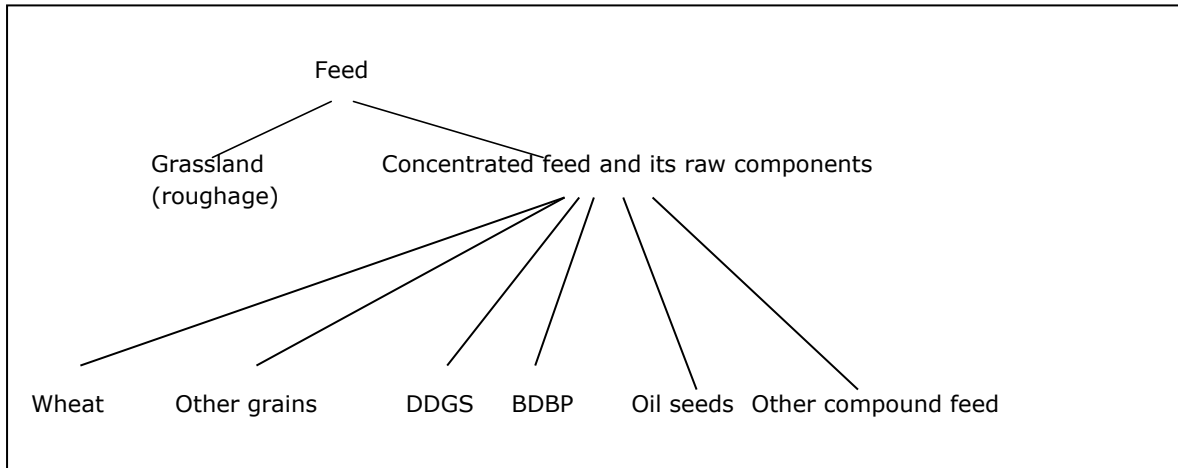 Feed
Grassland
(roughage)
Concentrated feed and its raw components
Wheat
Other grains
DDGS
BDBP
Oil seeds
Other compound feed